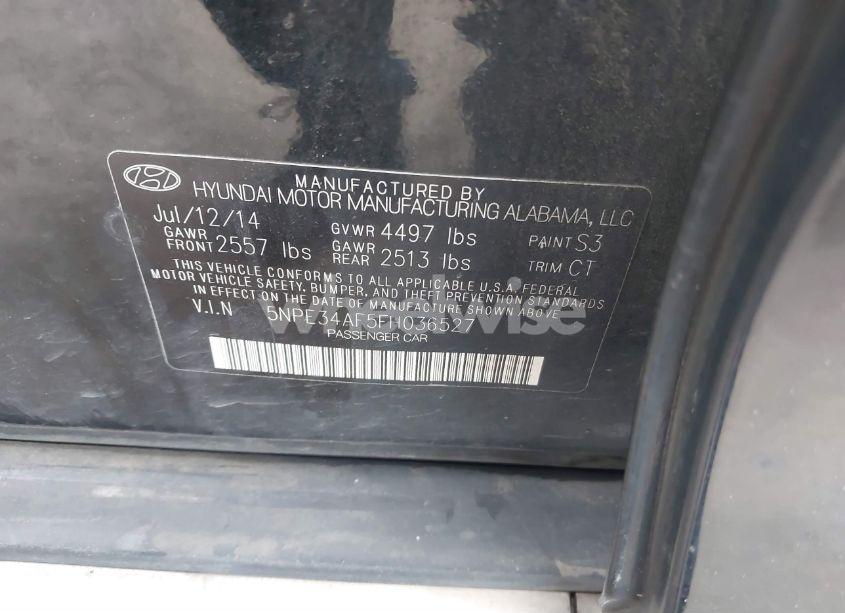 MANUFACTURED BY
HYUNDAI MOTOR MANUFACTURING ALABAMA, LLC
Jul/12/14 GVWR 4497 lbs PAINT S3
GAWR FRONT 2557 lbs GAWR REAR 2513 lbs TRIM CT
THIS VEHICLE CONFORMS TO ALL APPLICABLE U.S.A. FEDERAL
MOTOR VEHICLE SAFETY, BUMPER, AND THEFT PREVENTION STANDARDS
IN EFFECT ON THE DATE OF MANUFACTURE SHOWN ABOVE.
V.I.N 5NPE34AF5FH036527
PASSENGER CAR